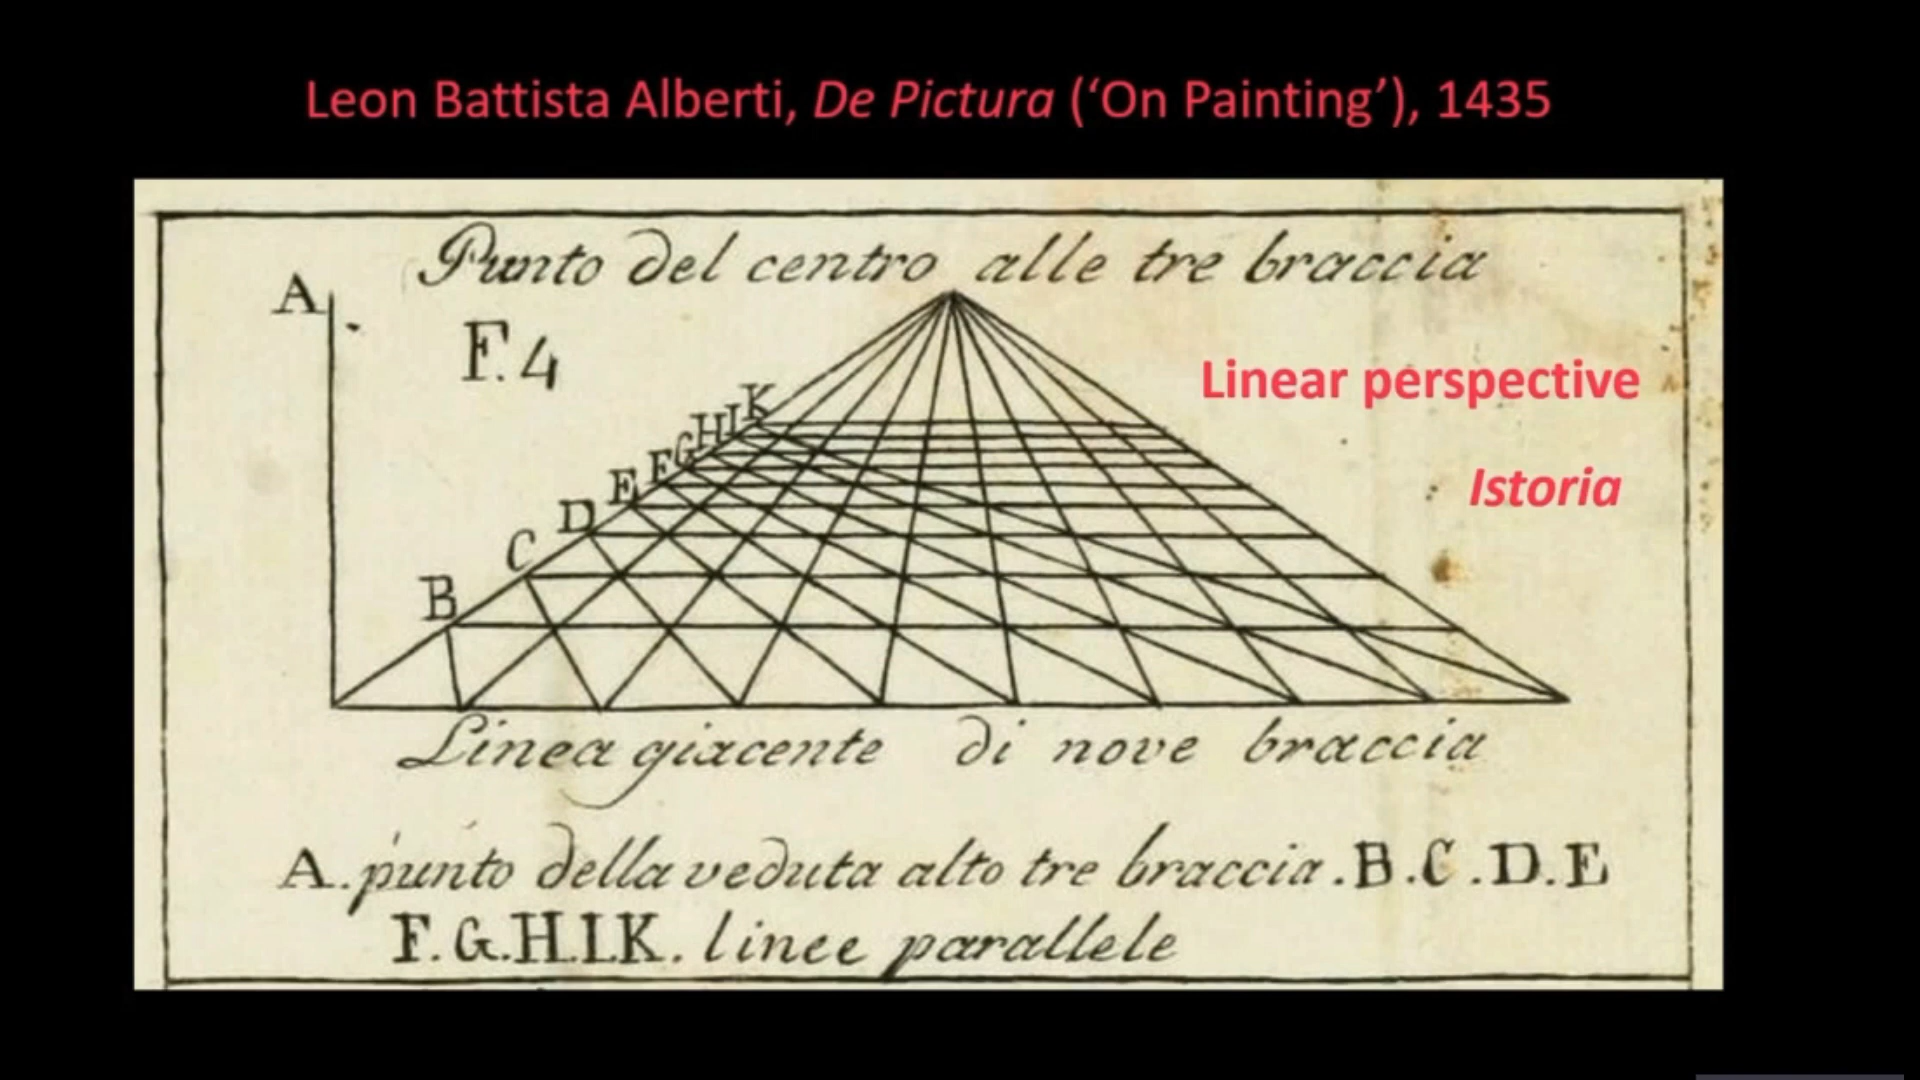 Leon Battista Alberti, De Pictura (‘On Painting’), 1435
Punto del centro alle tre braccia
A
F.4
Linear perspective
K
I
H
G
F
E
Istoria
D
C
B
Linea giacente di nove braccia
A. punto della veduta alto tre braccia. B. C. D. E
F. G. H. I. K. linee parallele